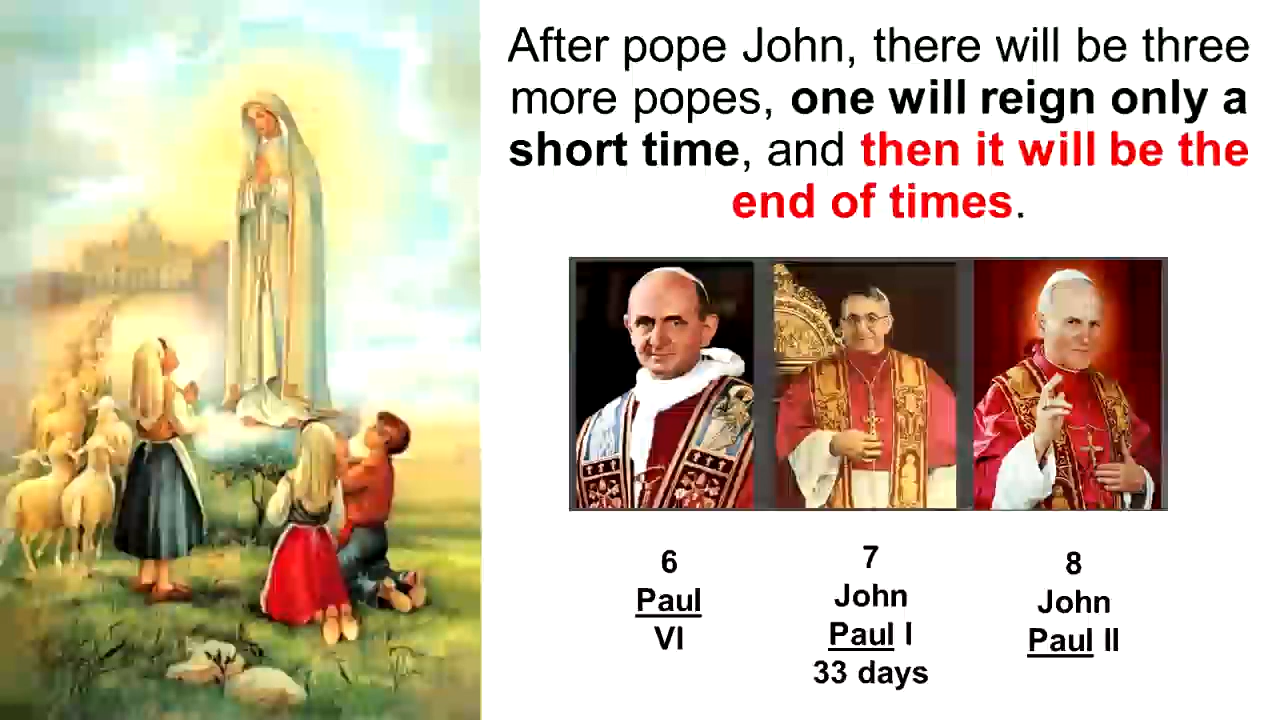 After pope John, there will be three
more popes, one will reign only a
short time, and then it will be the
end of times.
6
Paul
VI
7
John
Paul I
33 days
8
John
Paul II